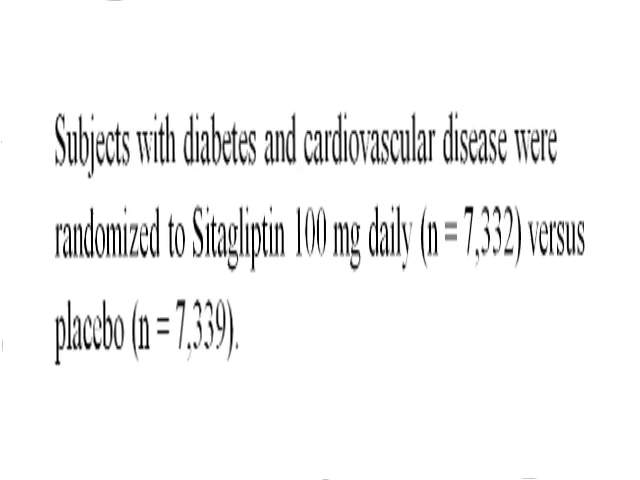 Subjects with diabetes and cardiovascular disease were
randomized to Sitagliptin 100 mg daily (n = 7,332) versus
placebo (n = 7,339).